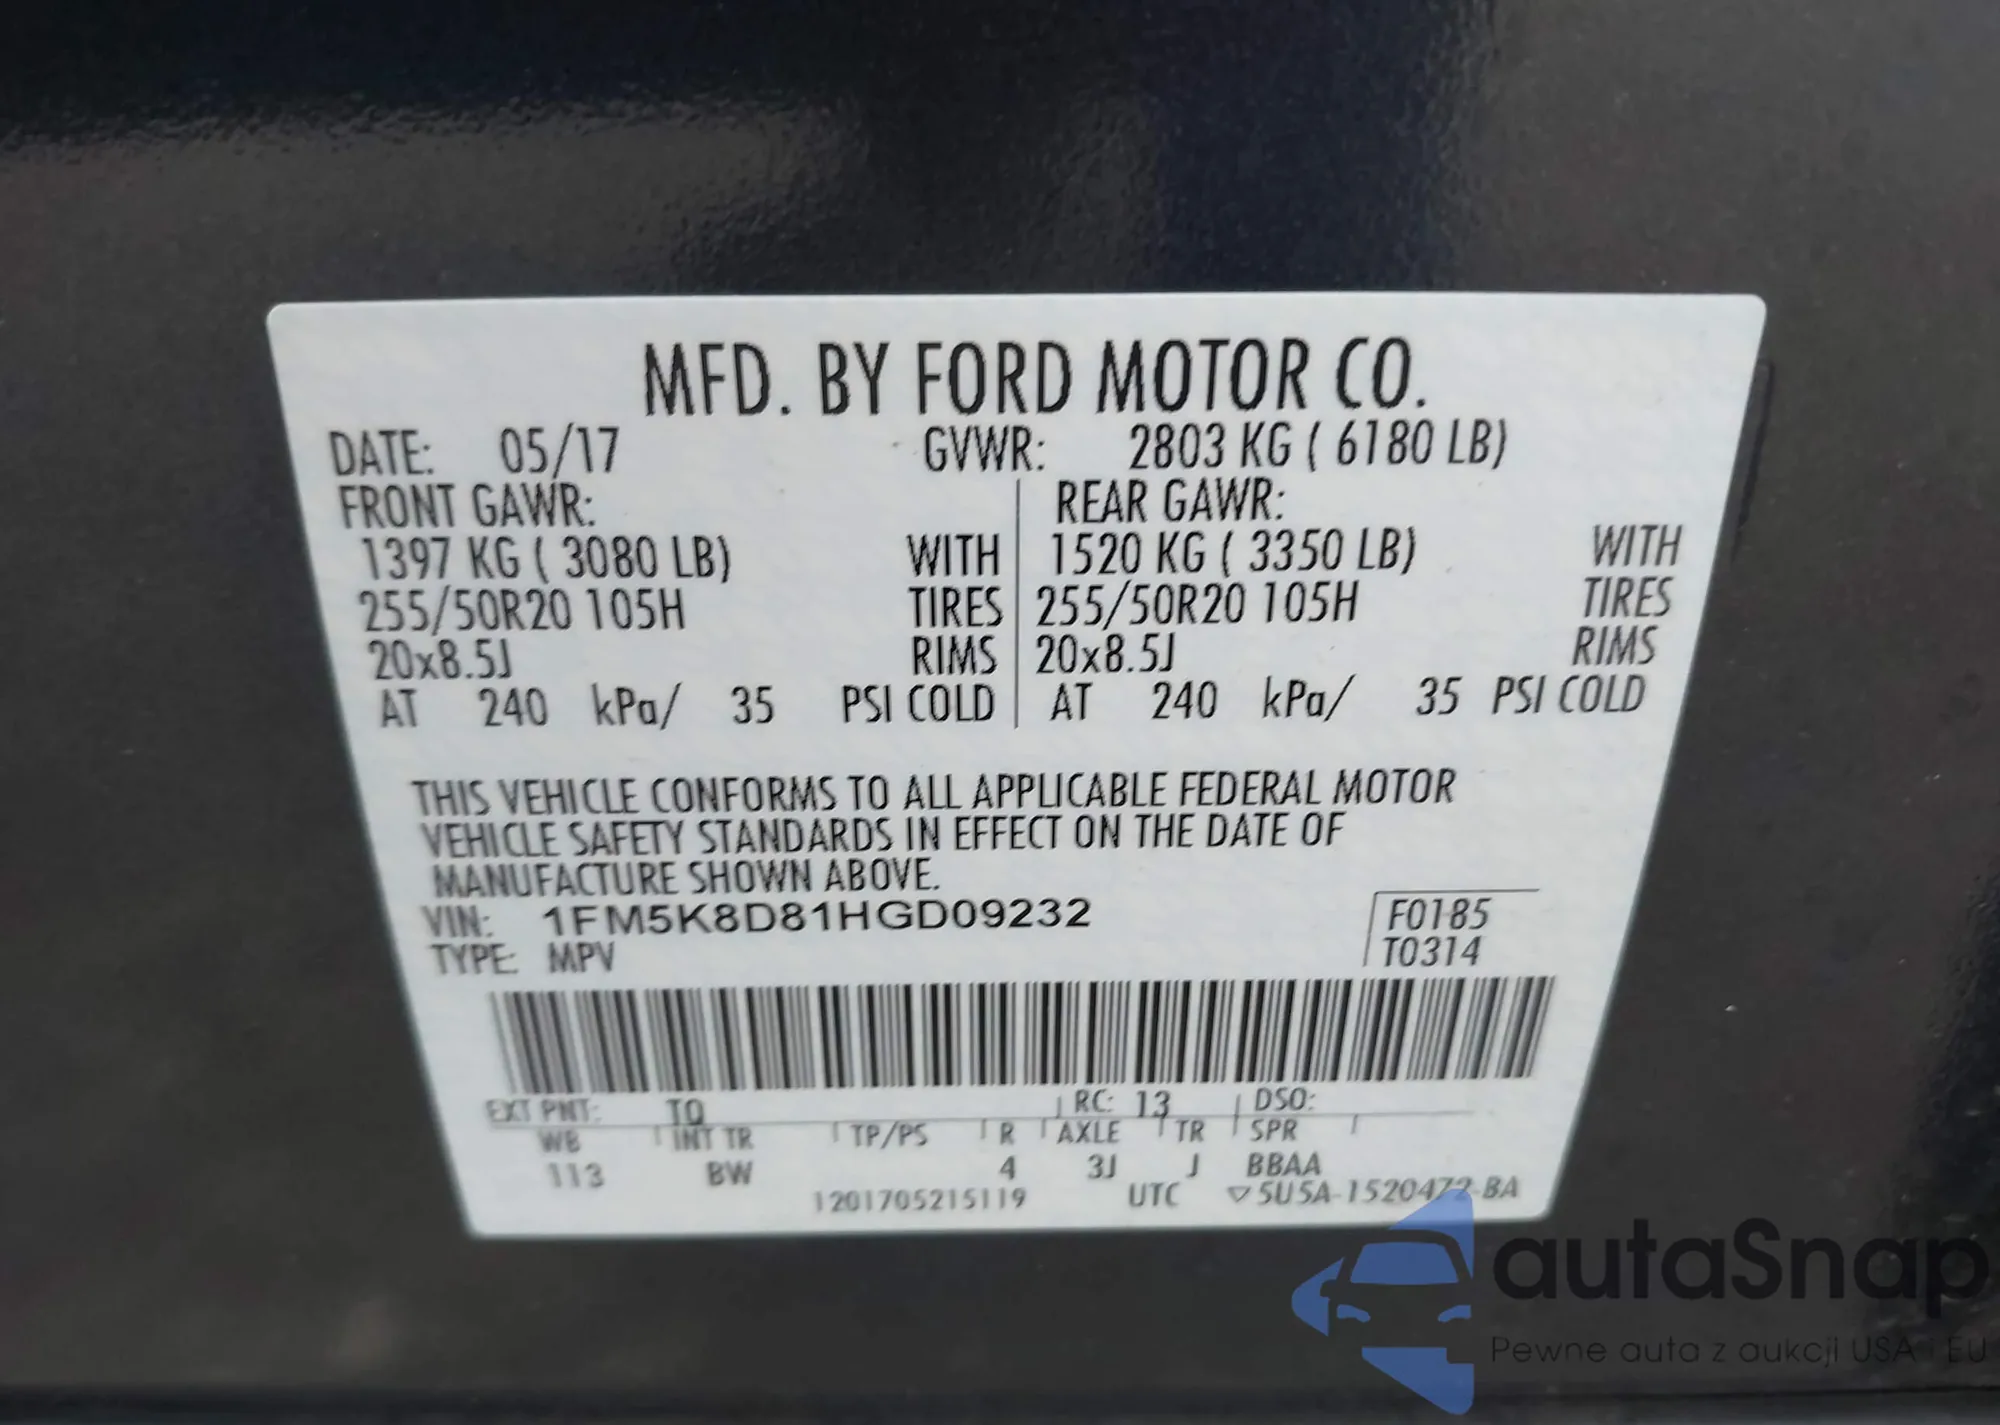 MFD. BY FORD MOTOR CO.
DATE: 05/17 GVWR: 2803 KG ( 6180 LB)
FRONT GAWR: REAR GAWR:
1397 KG ( 3080 LB) WITH 1520 KG ( 3350 LB) WITH
255/50R20 105H TIRES 255/50R20 105H TIRES
20x8.5J RIMS 20x8.5J RIMS
AT 240 kPa/ 35 PSI COLD AT 240 kPa/ 35 PSI COLD
THIS VEHICLE CONFORMS TO ALL APPLICABLE FEDERAL MOTOR
VEHICLE SAFETY STANDARDS IN EFFECT ON THE DATE OF
MANUFACTURE SHOWN ABOVE.
VIN: 1FM5K8D81HGD09232 F0185
TYPE: MPV T0314
EXT PNT: TQ RC: 13 DSO:
WB INT TR TP/PS R AXLE TR SPR
113 BW 4 3J J BBAA
1201705215119 UTC ▽5U5A-1520472-BA
autaSnap
Pewne auta z aukcji USA i EU